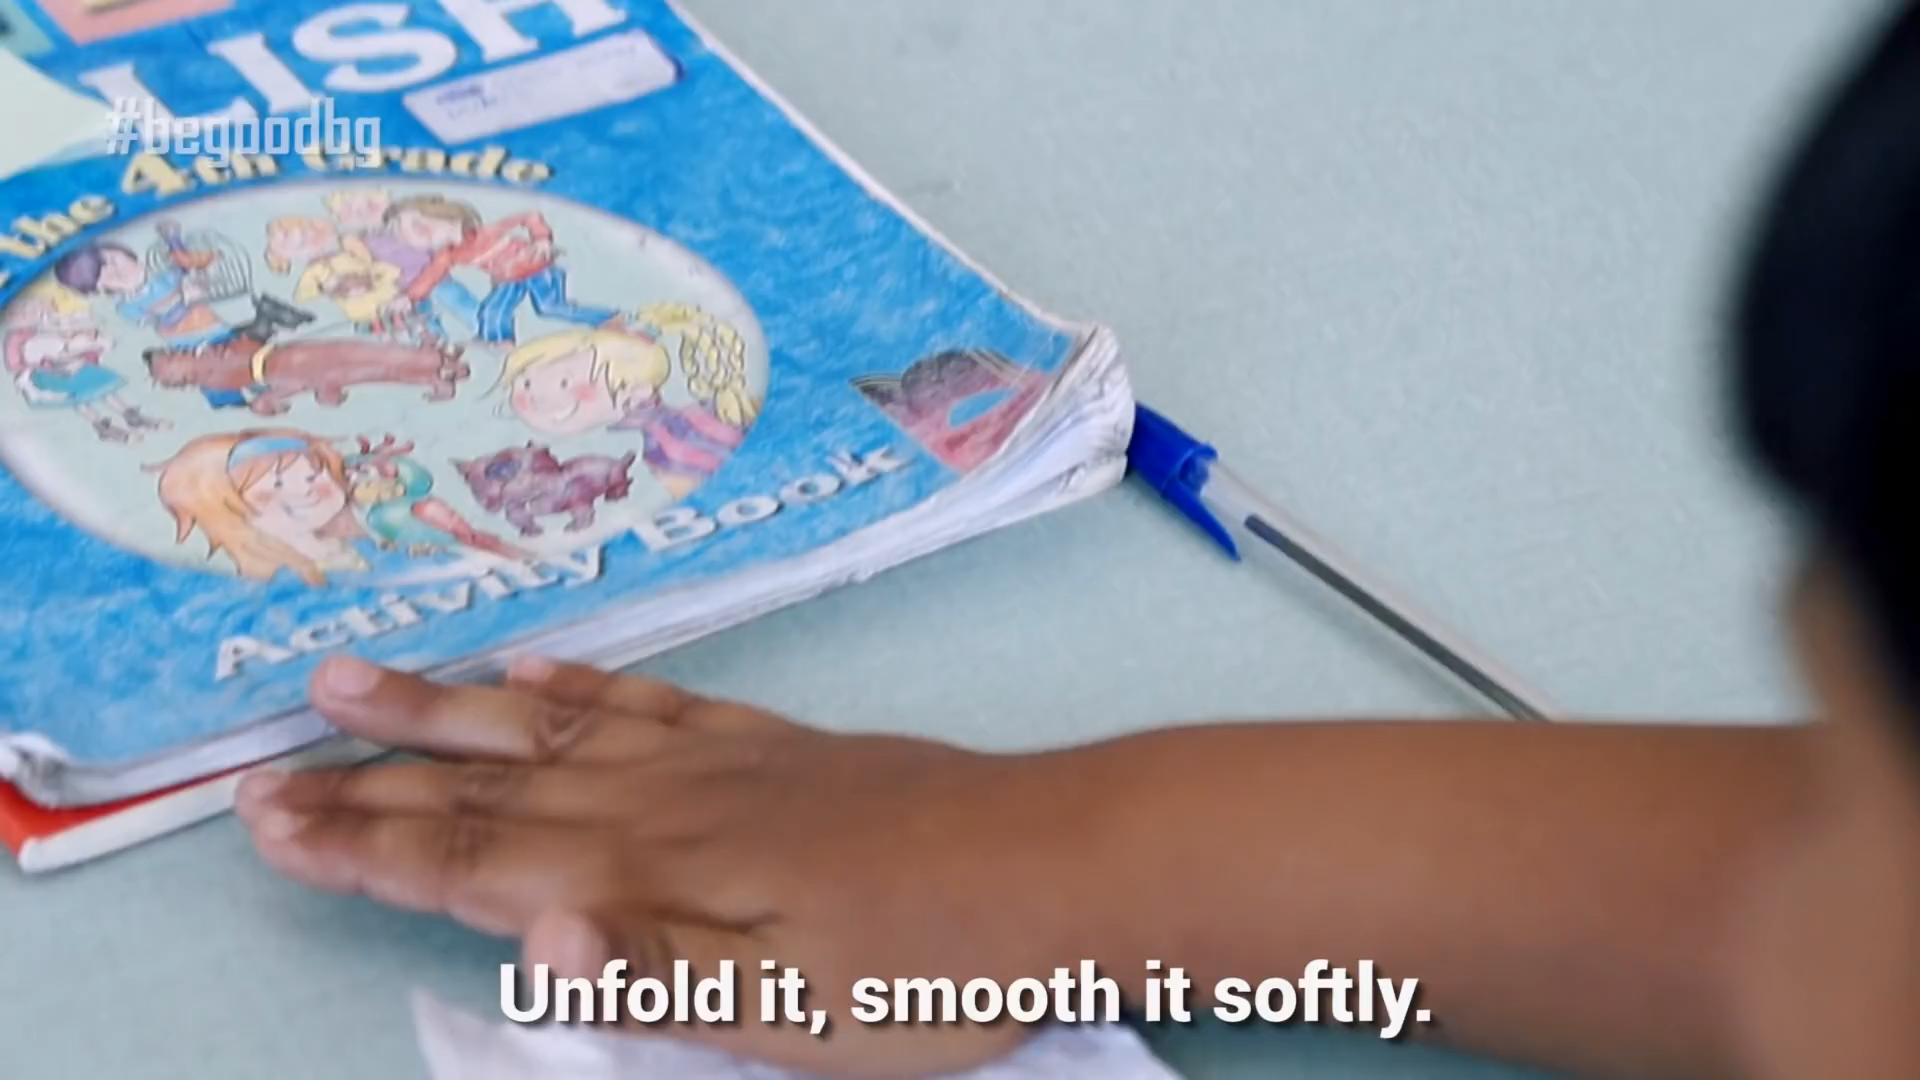 LISH
#begoodbg
the 4th Grade
Activity Book
Unfold it, smooth it softly.